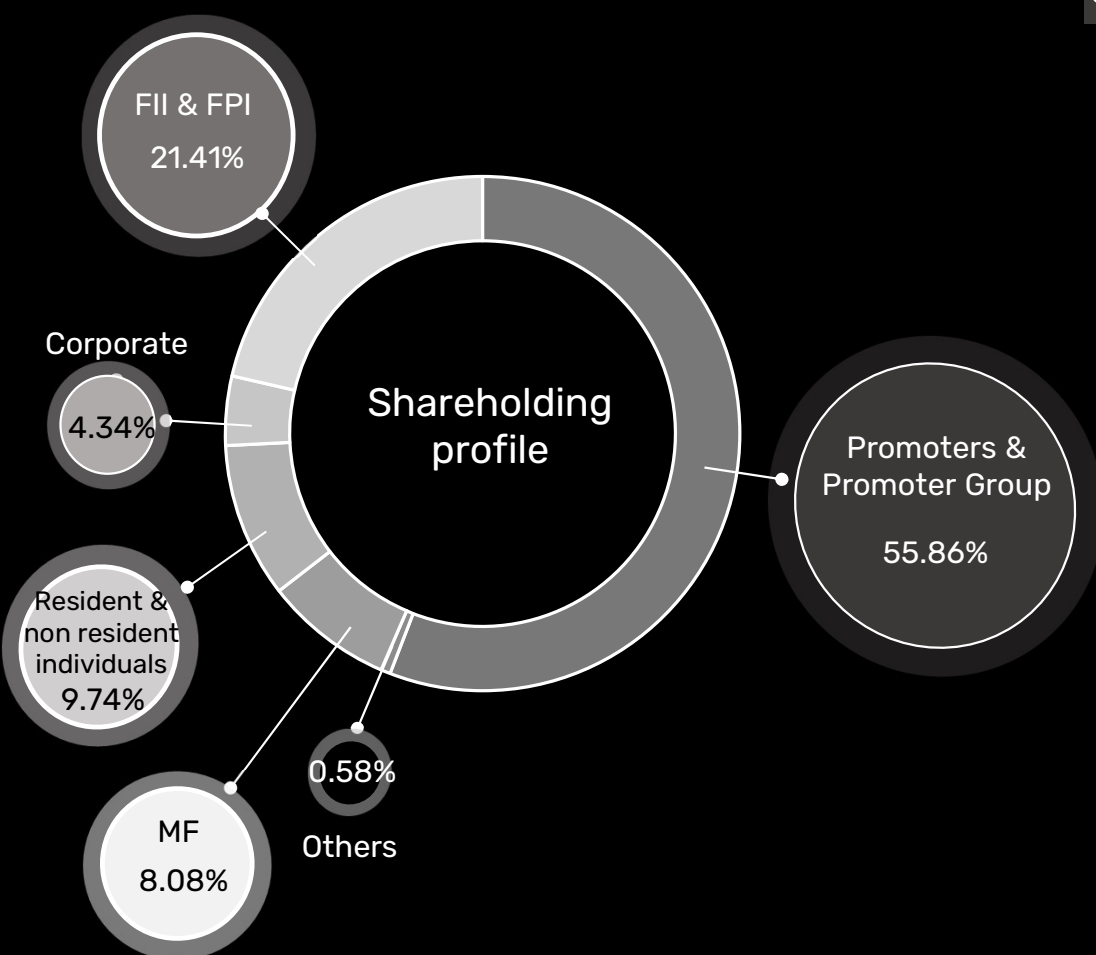 FII & FPI
21.41%
Corporate
4.34%
Shareholding
profile
Promoters &
Promoter Group
55.86%
Resident &
non resident
individuals
9.74%
0.58%
Others
MF
8.08%